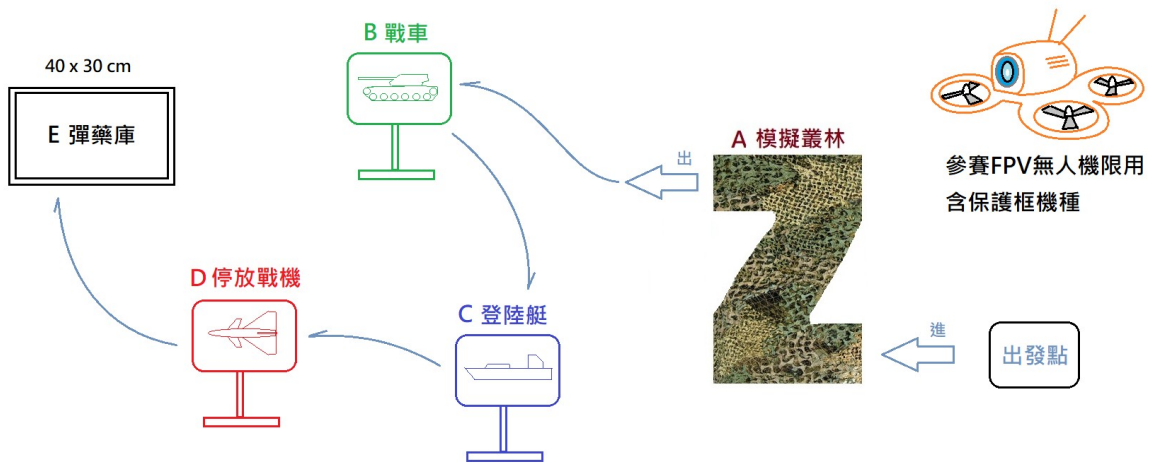 B 戰車
40 x 30 cm
E 彈藥庫
A 模擬叢林
出
參賽FPV無人機限用
含保護框機種
D 停放戰機
C 登陸艇
進
出發點